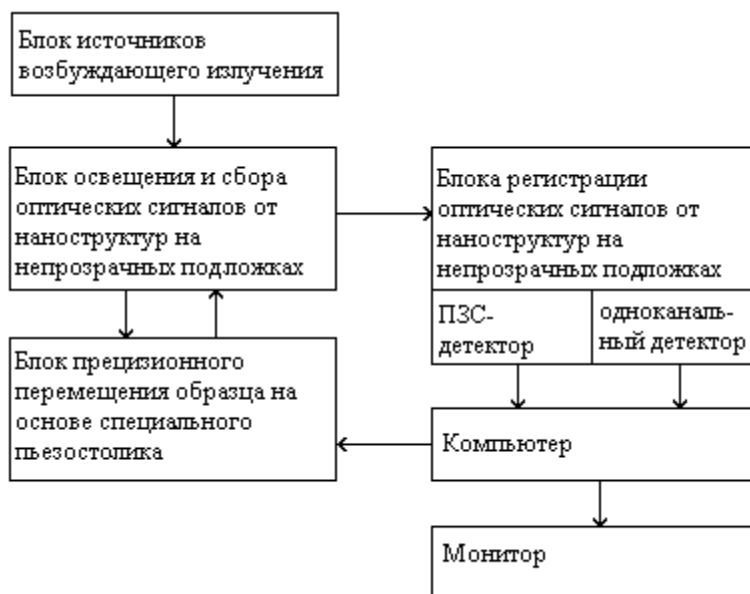 Блок источников
возбуждающего излучения
Блок освещения и сбора
оптических сигналов от
наноструктур на
непрозрачных подложках
Блока регистрации
оптических сигналов от
наноструктур на
непрозрачных подложках
ПЗС-
детектор
одноканаль-
ный детектор
Блок прецизионного
перемещения образца на
основе специального
пьезостолика
Компьютер
Монитор